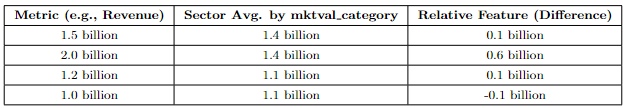 Metric (e.g., Revenue) Sector Avg. by mktval_category Relative Feature (Difference)
1.5 billion 1.4 billion 0.1 billion
2.0 billion 1.4 billion 0.6 billion
1.2 billion 1.1 billion 0.1 billion
1.0 billion 1.1 billion -0.1 billion